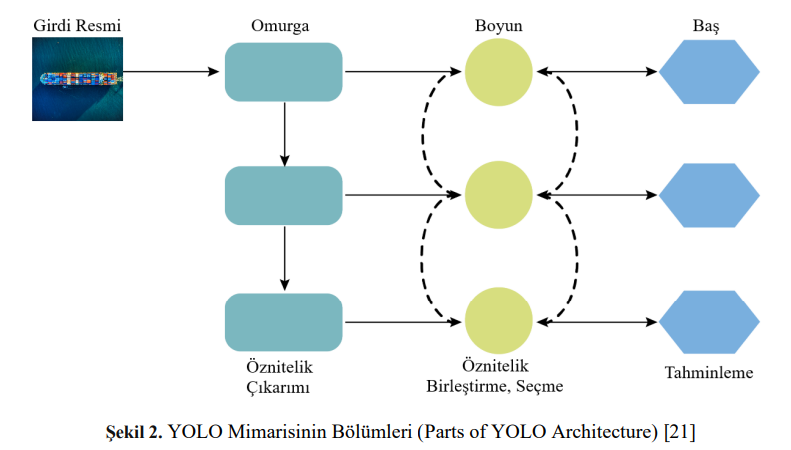 Girdi Resmi
Omurga
Boyun
Baş
Öznitelik
Çıkarımı
Öznitelik
Birleştirme, Seçme
Tahminleme
Şekil 2. YOLO Mimarisinin Bölümleri (Parts of YOLO Architecture) [21]